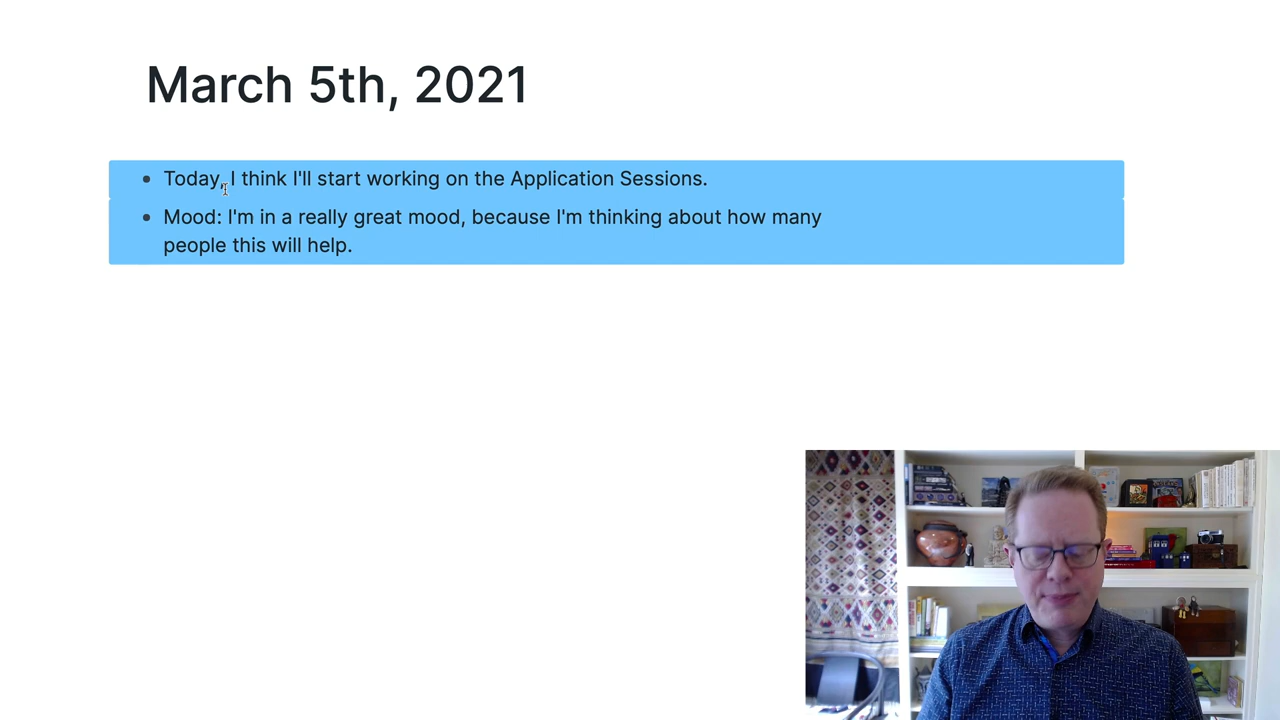 March 5th, 2021
Today, I think I'll start working on the Application Sessions.
Mood: I'm in a really great mood, because I'm thinking about how many
people this will help.